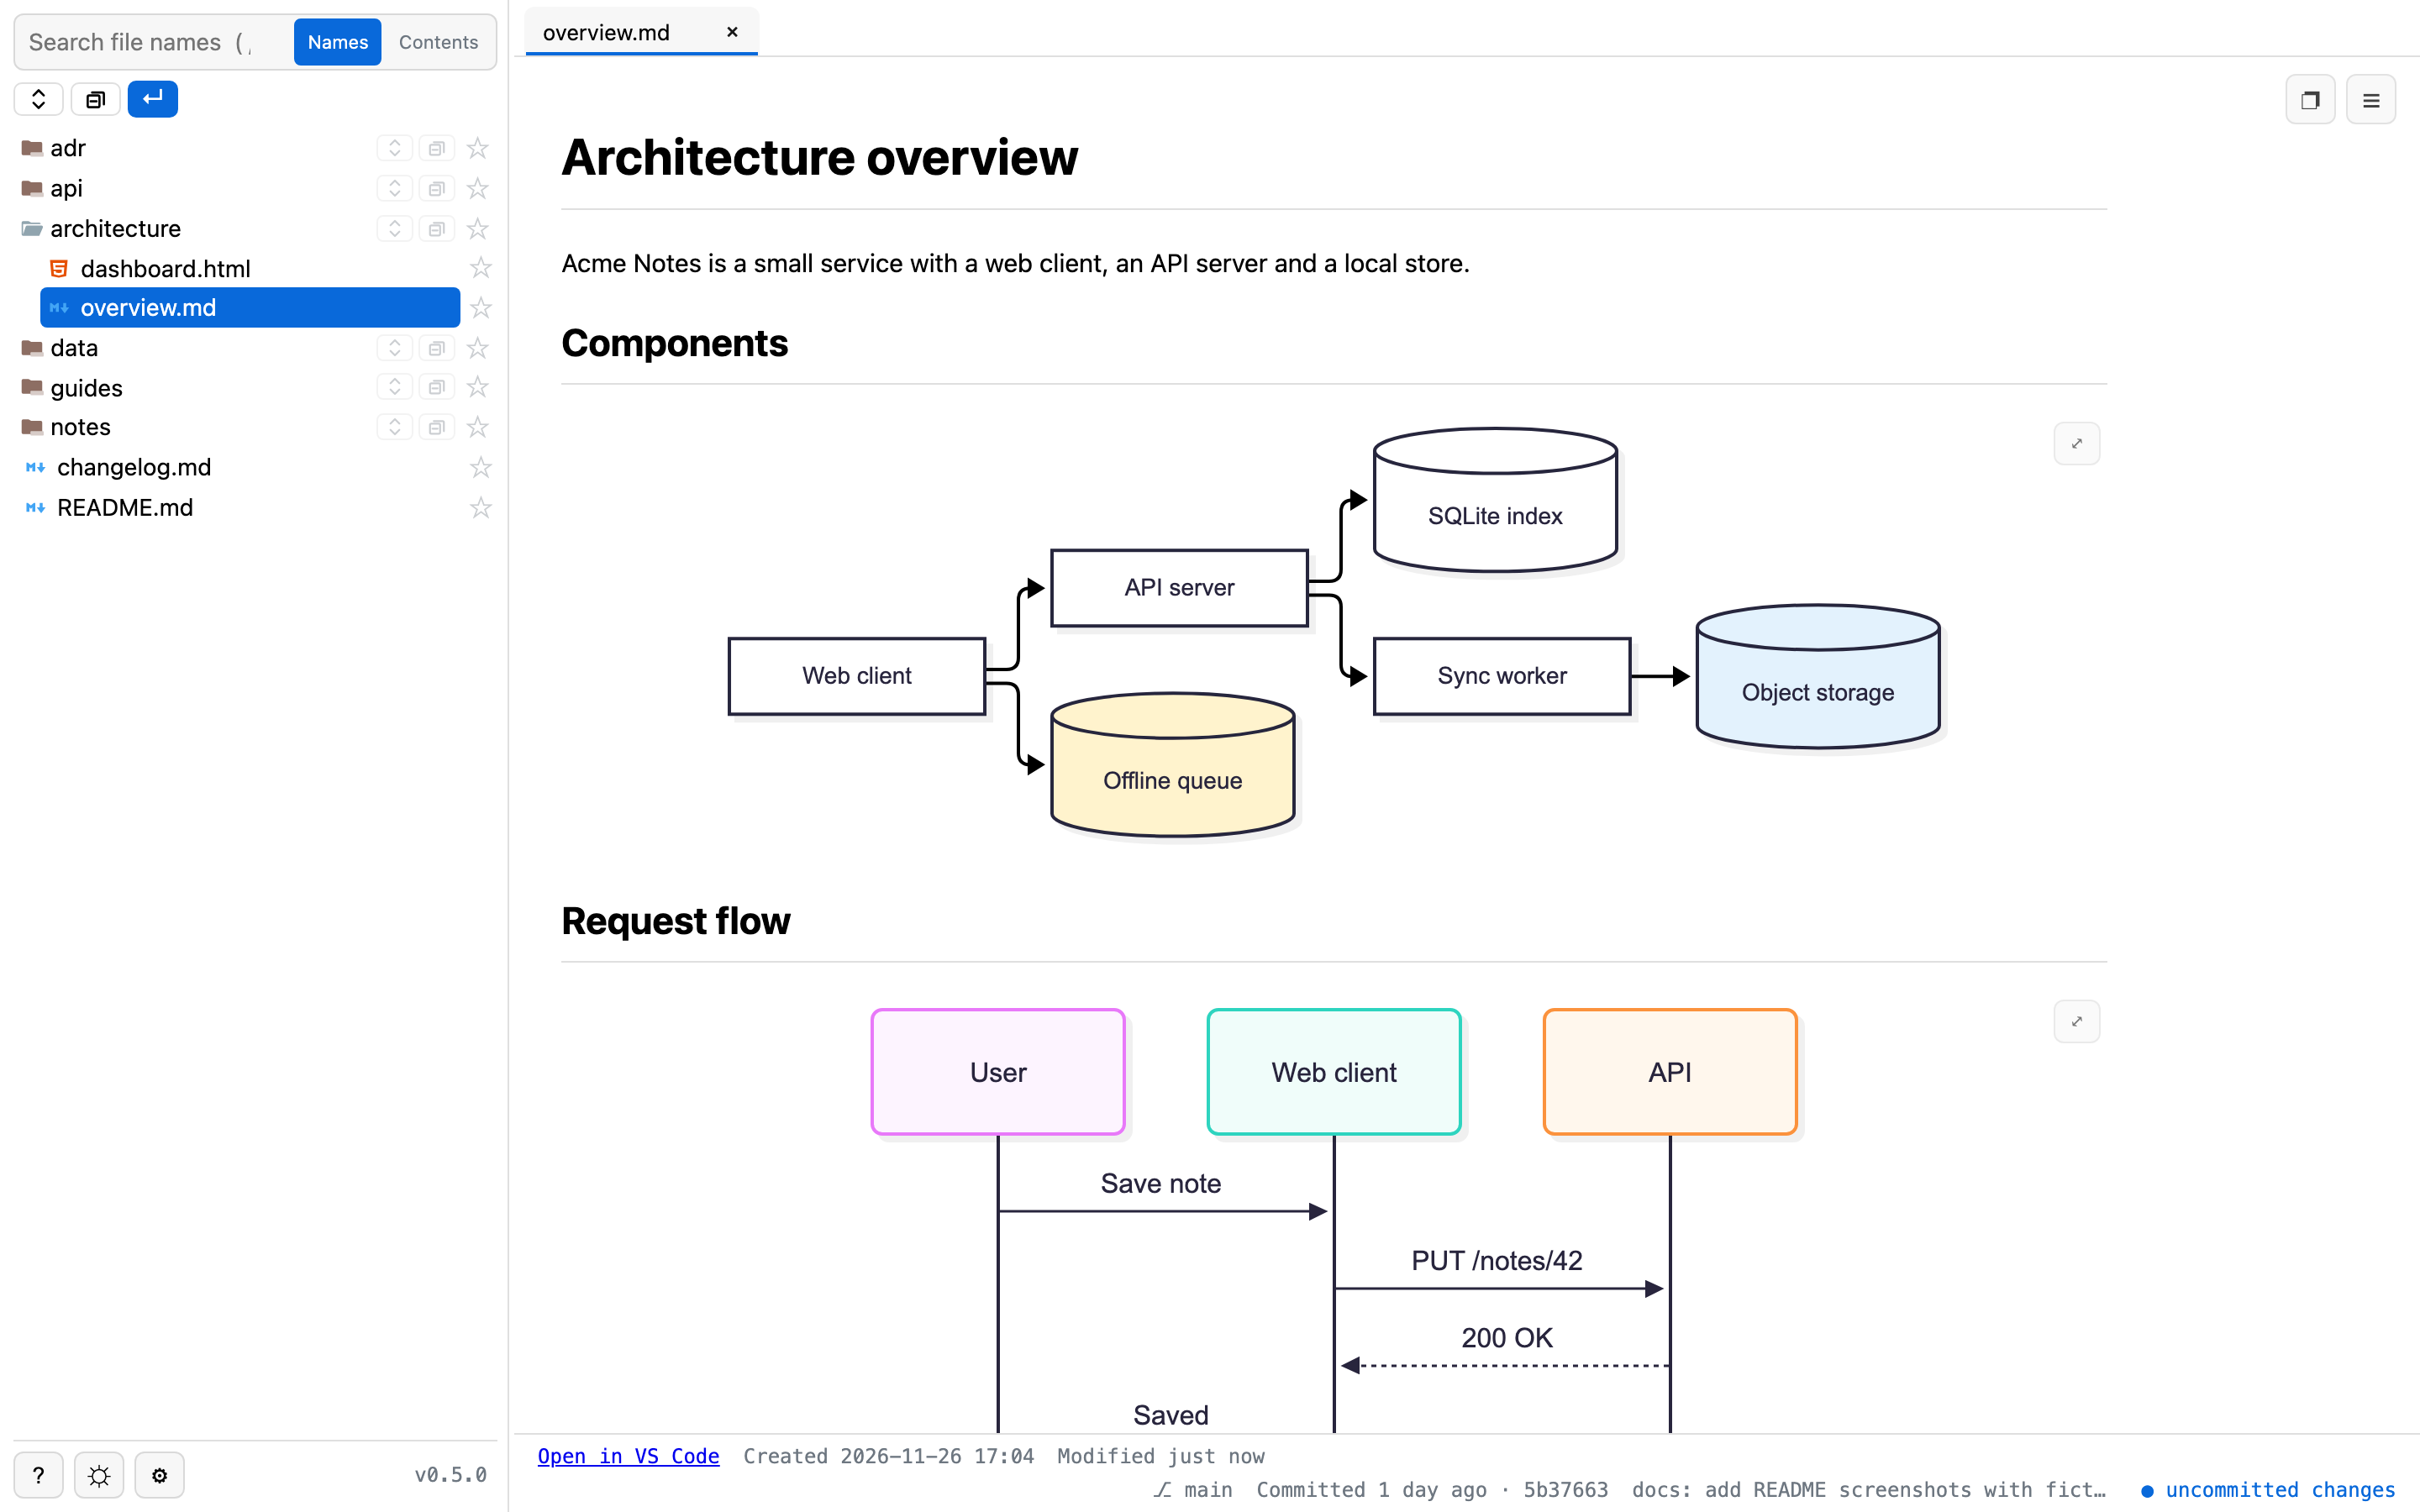 Search file names (
Names
Contents
adr
api
architecture
dashboard.html
overview.md
data
guides
notes
changelog.md
README.md
?
v0.5.0
overview.md ×
Architecture overview
Acme Notes is a small service with a web client, an API server and a local store.
Components
SQLite index
API server
Web client
Sync worker
Object storage
Offline queue
Request flow
User
Web client
API
Save note
PUT /notes/42
200 OK
Saved
Open in VS Code Created 2026-11-26 17:04 Modified just now
main Committed 1 day ago · 5b37663 docs: add README screenshots with fict… ● uncommitted changes